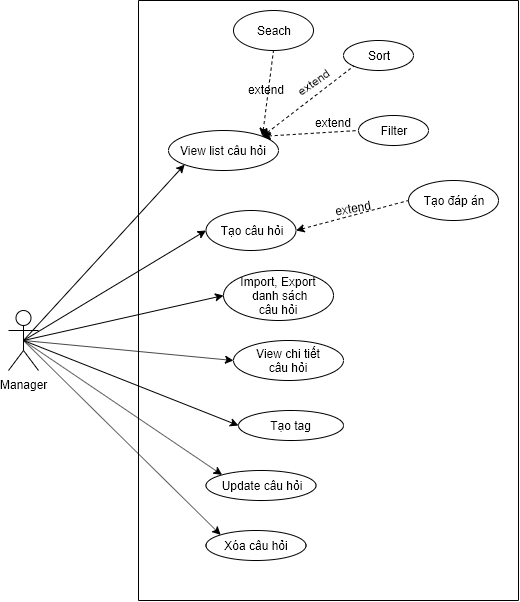 Seach
extend
Sort
extend
extend
Filter
View list câu hỏi
Tạo đáp án
extend
Tạo câu hỏi
Import, Export
danh sách
câu hỏi
View chi tiết
câu hỏi
Manager
Tạo tag
Update câu hỏi
Xóa câu hỏi